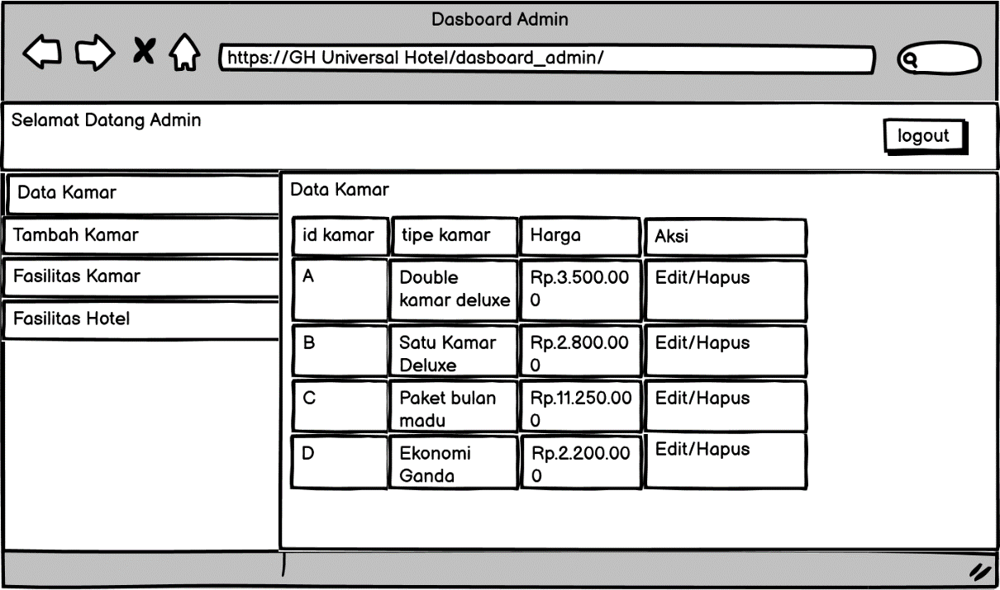 Dasboard Admin
https://GH Universal Hotel/dasboard_admin/
Selamat Datang Admin
logout
Data Kamar
Tambah Kamar
Fasilitas Kamar
Fasilitas Hotel
Data Kamar
id kamar tipe kamar Harga Aksi
A Double Rp.3.500.00 Edit/Hapus
kamar deluxe 0
B Satu Kamar Rp.2.800.00 Edit/Hapus
Deluxe 0
C Paket bulan Rp.11.250.00 Edit/Hapus
madu 0
D Ekonomi Rp.2.200.00 Edit/Hapus
Ganda 0